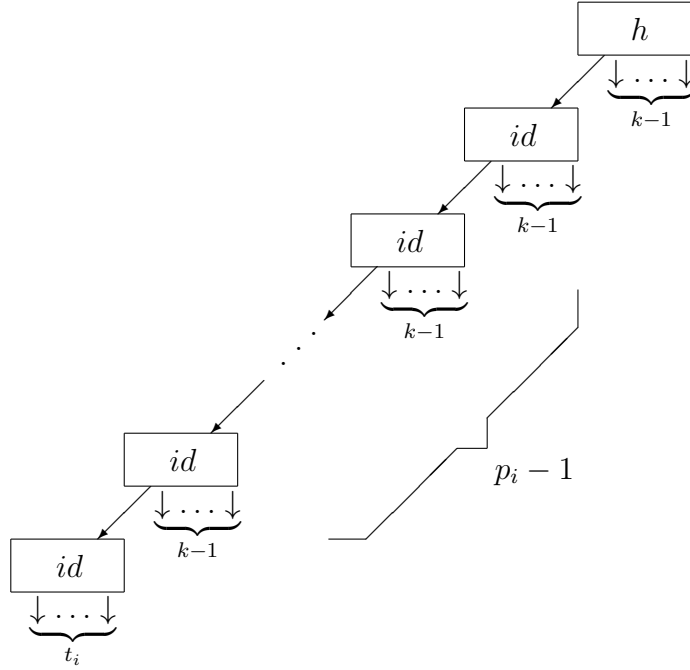 h
· · ·
k−1
id
· · ·
k−1
id
· · ·
k−1
· · ·
id
· · ·
k−1
p_i − 1
id
· · ·
t_i